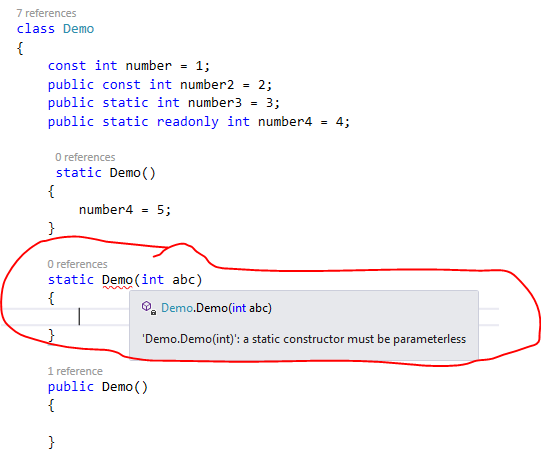 7 references
class Demo
{
const int number = 1;
public const int number2 = 2;
public static int number3 = 3;
public static readonly int number4 = 4;
0 references
static Demo()
{
number4 = 5;
}
0 references
static Demo(int abc)
{
Demo.Demo(int abc)
'Demo.Demo(int)': a static constructor must be parameterless
}
1 reference
public Demo()
{
}